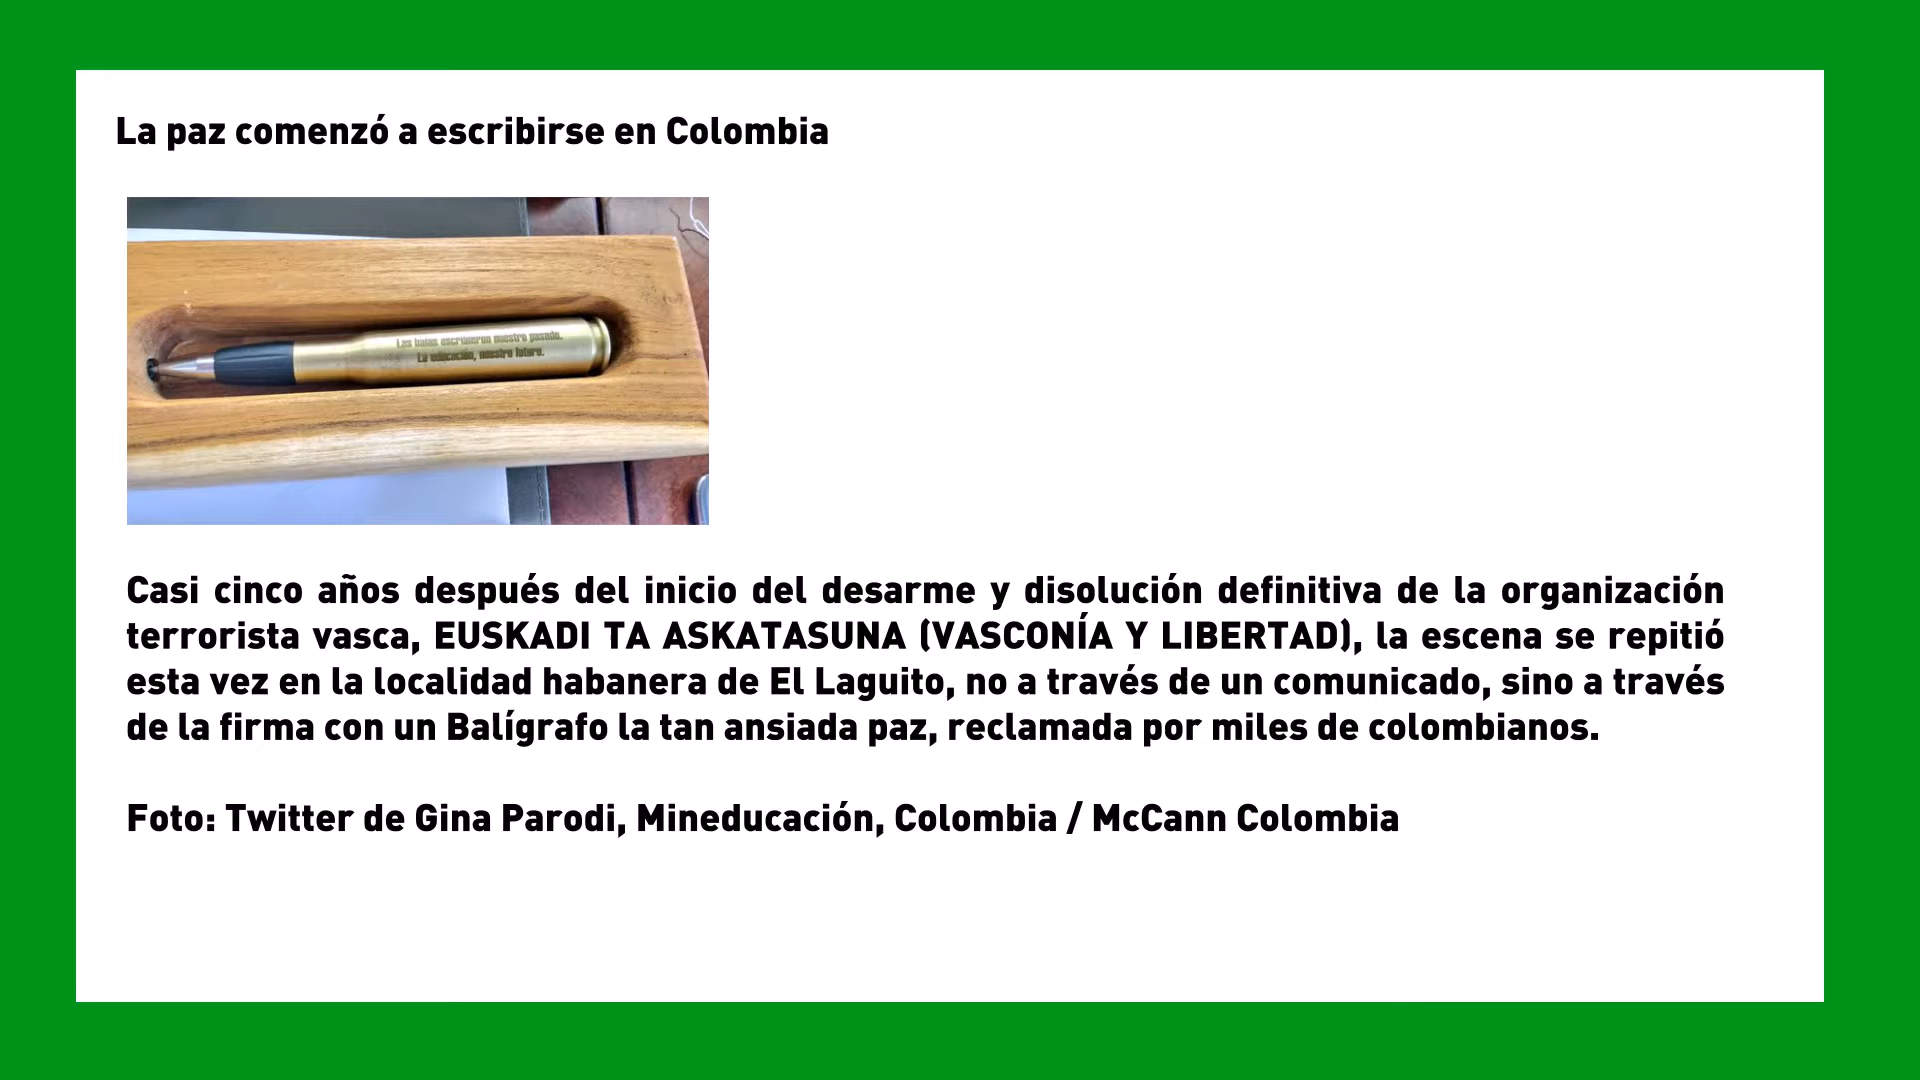 La paz comenzó a escribirse en Colombia
Las balas escribieron nuestro pasado.
La educación, nuestro futuro.
Casi cinco años después del inicio del desarme y disolución definitiva de la organización
terrorista vasca, EUSKADI TA ASKATASUNA (VASCONÍA Y LIBERTAD), la escena se repitió
esta vez en la localidad habanera de El Laguito, no a través de un comunicado, sino a través
de la firma con un Balígrafo la tan ansiada paz, reclamada por miles de colombianos.
Foto: Twitter de Gina Parodi, Mineducación, Colombia / McCann Colombia